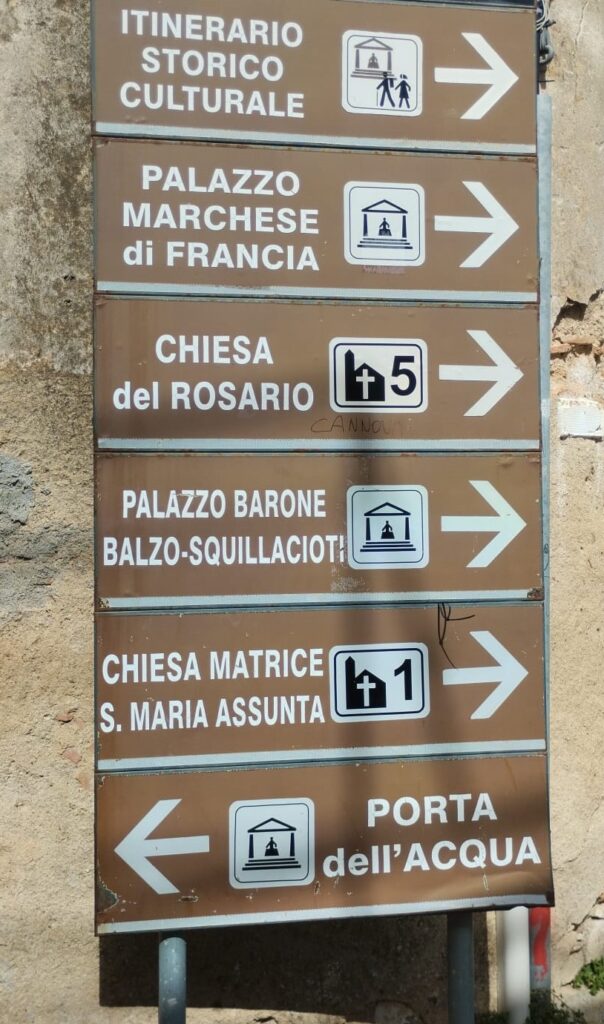 ITINERARIO
STORICO
CULTURALE
PALAZZO
MARCHESE
di FRANCIA
CHIESA
del ROSARIO
5
CANNOVA
PALAZZO BARONE
BALZO-SQUILLACIOTI
CHIESA MATRICE
S. MARIA ASSUNTA
1
PORTA
dell'ACQUA